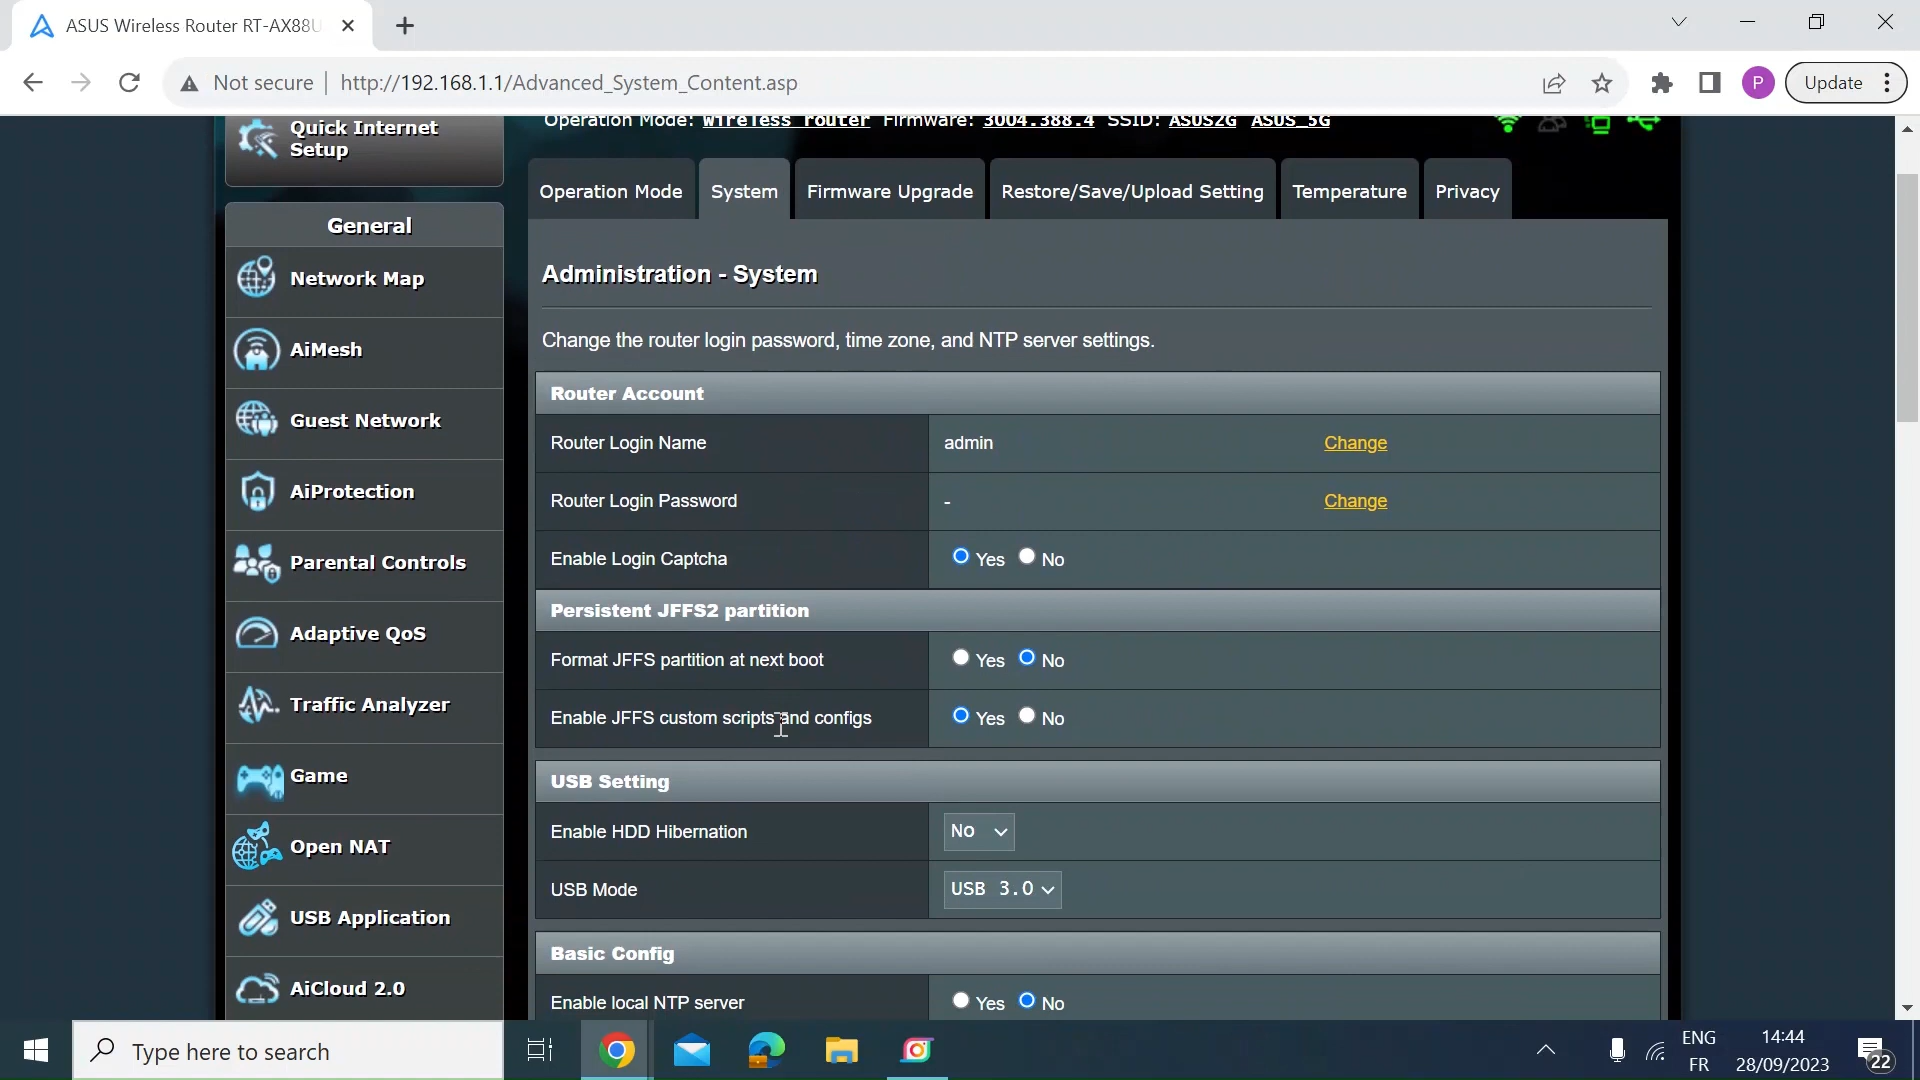 ASUS Wireless Router RT-AX88U
Not secure
http://192.168.1.1/Advanced_System_Content.asp
P
Update
Quick Internet
Setup
Operation Mode: Wireless router Firmware: 3004.388.4 SSID: ASUS2G ASUS_5G
Operation Mode
System
Firmware Upgrade
Restore/Save/Upload Setting
Temperature
Privacy
General
Network Map
AiMesh
Guest Network
AiProtection
Parental Controls
Adaptive QoS
Traffic Analyzer
Game
Open NAT
USB Application
AiCloud 2.0
Administration - System
Change the router login password, time zone, and NTP server settings.
Router Account
Router Login Name admin Change
Router Login Password - Change
Enable Login Captcha Yes No
Persistent JFFS2 partition
Format JFFS partition at next boot Yes No
Enable JFFS custom scripts and configs Yes No
USB Setting
Enable HDD Hibernation No
USB Mode USB 3.0
Basic Config
Enable local NTP server Yes No
Type here to search
ENG
FR
14:44
28/09/2023
22